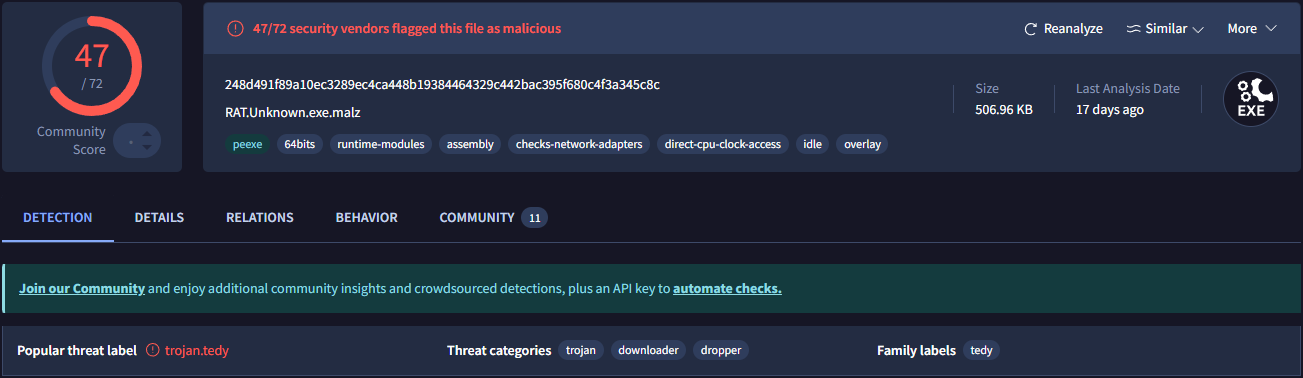 47
/ 72
Community
Score
47/72 security vendors flagged this file as malicious
Reanalyze
Similar
More
248d491f89a10ec3289ec4ca448b19384464329c442bac395f680c4f3a345c8c
RAT.Unknown.exe.malz
peexe 64bits runtime-modules assembly checks-network-adapters direct-cpu-clock-access idle overlay
Size
506.96 KB
Last Analysis Date
17 days ago
EXE
DETECTION DETAILS RELATIONS BEHAVIOR COMMUNITY 11
Join our Community and enjoy additional community insights and crowdsourced detections, plus an API key to automate checks.
Popular threat label trojan.tedy Threat categories trojan downloader dropper Family labels tedy